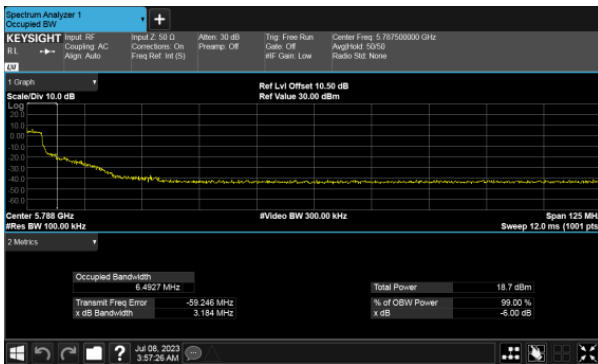 Spectrum Analyzer 1
Occupied BW
+
KEYSIGHT
Input: RF
Coupling: AC
Align: Auto
Input Z: 50 Ω
Corrections: On
Freq Ref: Int (S)
Atten: 30 dB
Preamp: Off
Trig: Free Run
Gate: Off
#IF Gain: Low
Center Freq: 5.787500000 GHz
Avg|Hold: 50/50
Radio Std: None
RL
LXI
1 Graph
Scale/Div 10.0 dB
Ref Lvl Offset 10.50 dB
Ref Value 30.00 dBm
Log
20.0
10.0
0.00
-10.0
-20.0
-30.0
-40.0
-50.0
-60.0
Center 5.788 GHz
#Res BW 100.00 kHz
#Video BW 300.00 kHz
Span 125 MH
Sweep 12.0 ms (1001 pts
2 Metrics
Occupied Bandwidth
6.4927 MHz
Transmit Freq Error -59.246 MHz
x dB Bandwidth 3.184 MHz
Total Power 18.7 dBm
% of OBW Power 99.00 %
x dB -6.00 dB
?
Jul 08, 2023
3:57:26 AM